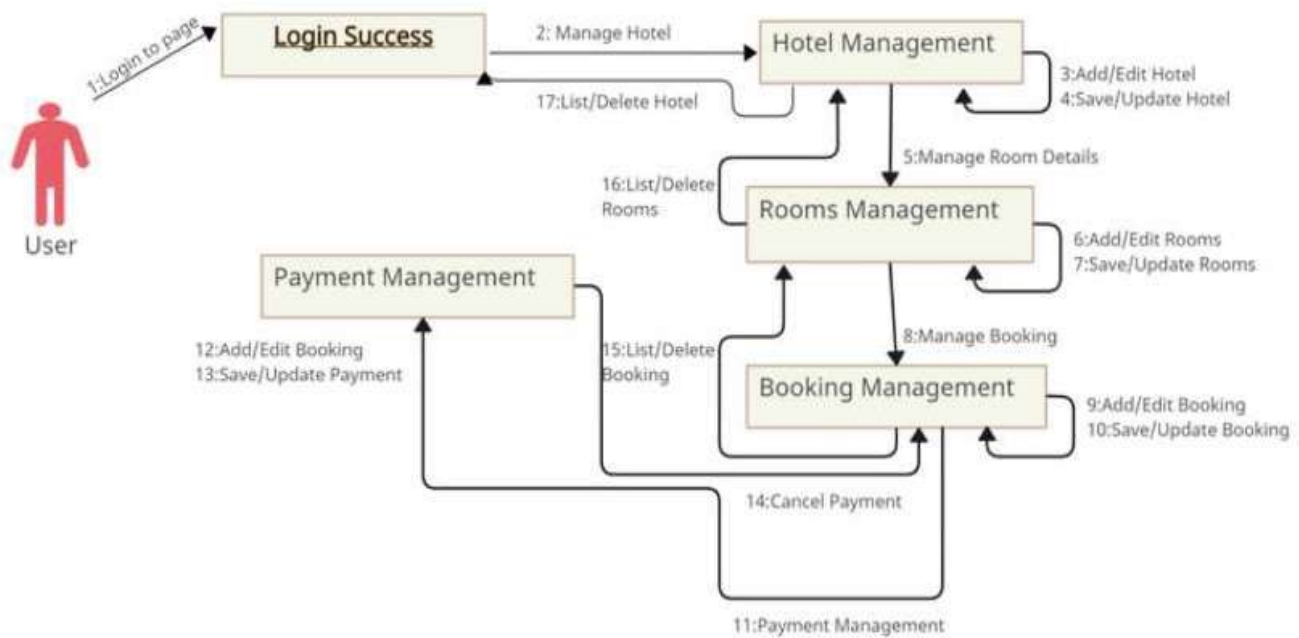 1:Login to page
Login Success
2: Manage Hotel
17:List/Delete Hotel
Hotel Management
3:Add/Edit Hotel
4:Save/Update Hotel
5:Manage Room Details
16:List/Delete
Rooms
Rooms Management
6:Add/Edit Rooms
7:Save/Update Rooms
User
Payment Management
12:Add/Edit Booking
13:Save/Update Payment
15:List/Delete
Booking
8:Manage Booking
Booking Management
9:Add/Edit Booking
10:Save/Update Booking
14:Cancel Payment
11:Payment Management